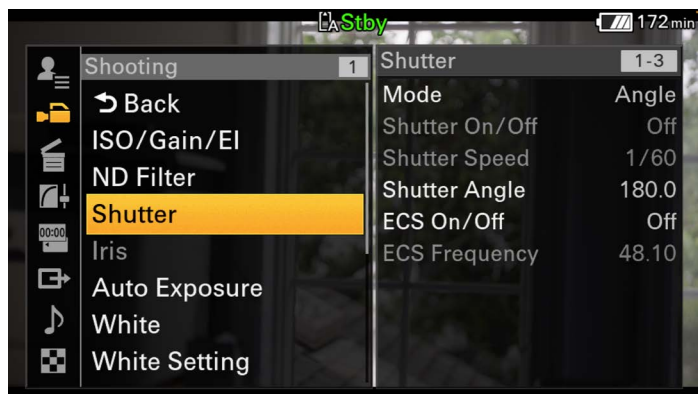 A Stby 172 min
Shooting 1
Back
ISO/Gain/EI
ND Filter
Shutter
Iris
Auto Exposure
White
White Setting
00:00
Shutter 1-3
Mode Angle
Shutter On/Off Off
Shutter Speed 1/60
Shutter Angle 180.0
ECS On/Off Off
ECS Frequency 48.10